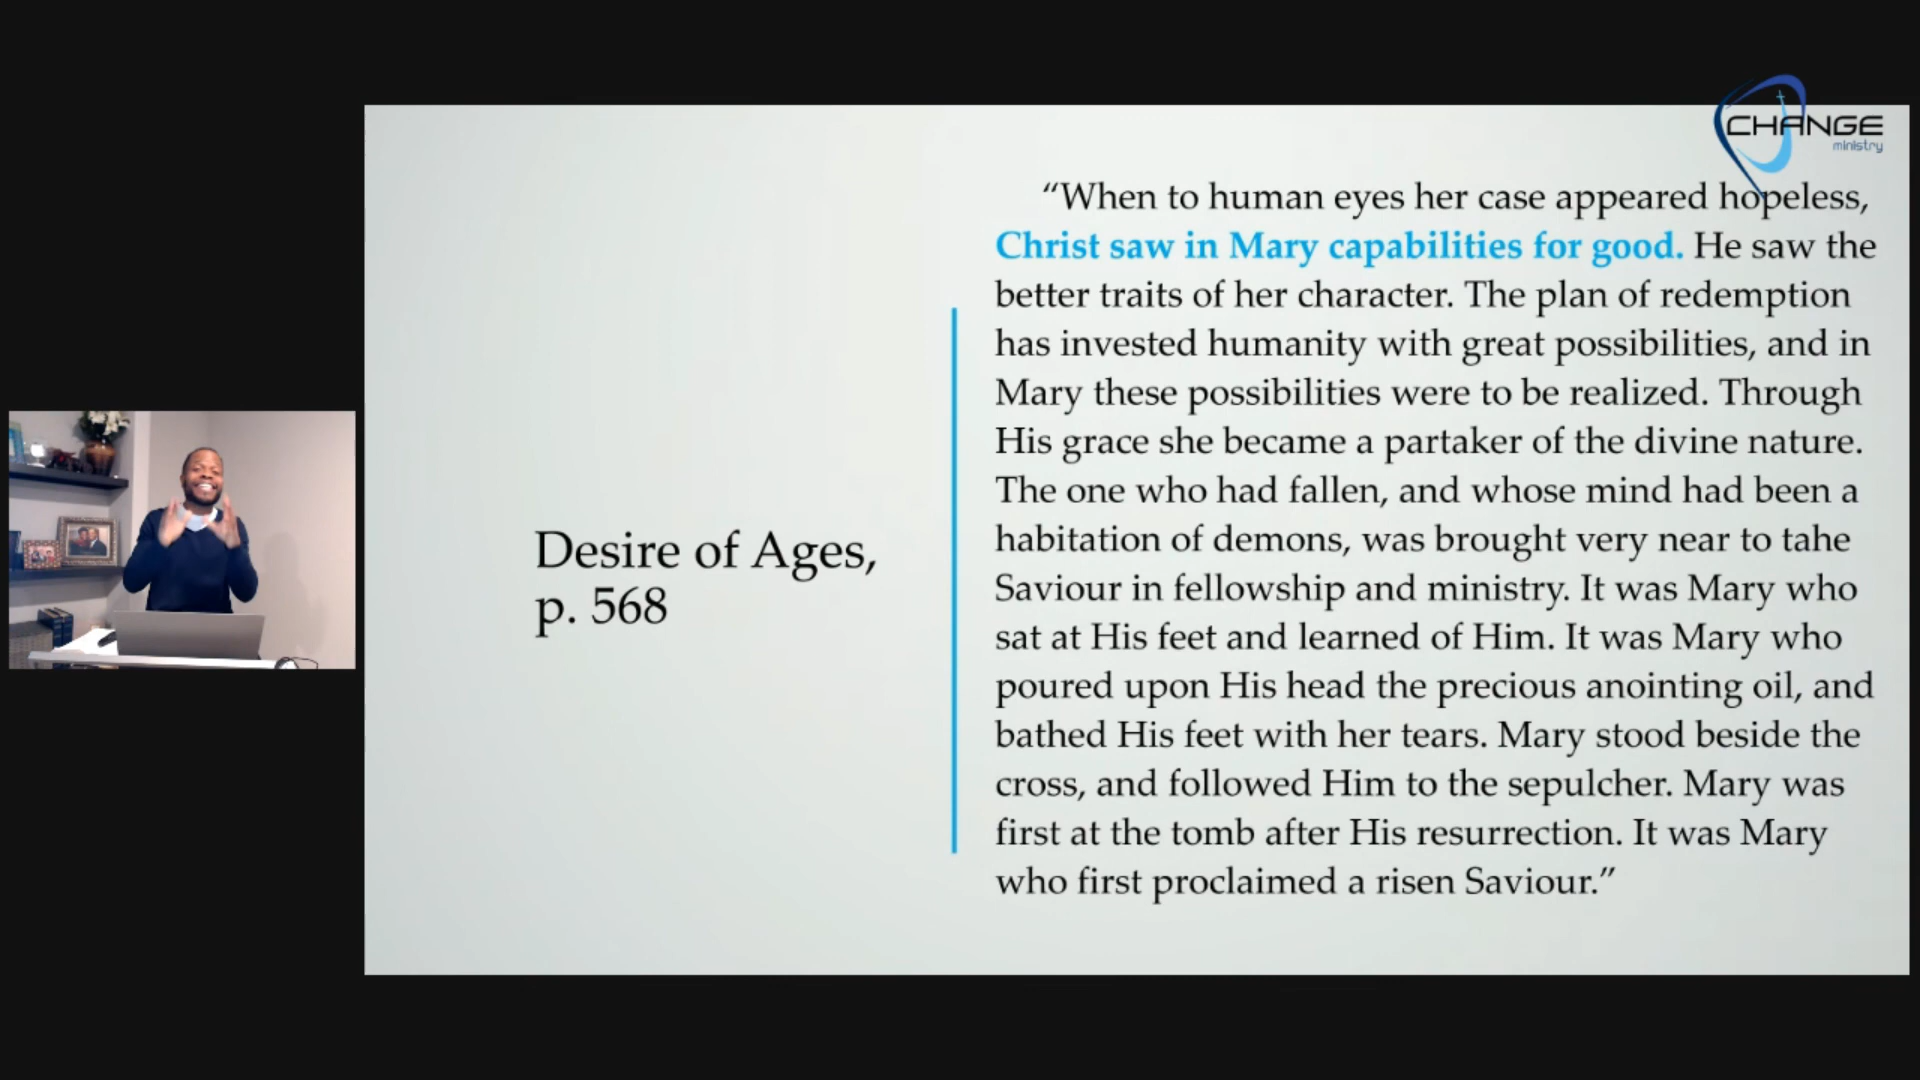 CHANGE
ministry
Desire of Ages,
p. 568
“When to human eyes her case appeared hopeless,
Christ saw in Mary capabilities for good. He saw the
better traits of her character. The plan of redemption
has invested humanity with great possibilities, and in
Mary these possibilities were to be realized. Through
His grace she became a partaker of the divine nature.
The one who had fallen, and whose mind had been a
habitation of demons, was brought very near to tahe
Saviour in fellowship and ministry. It was Mary who
sat at His feet and learned of Him. It was Mary who
poured upon His head the precious anointing oil, and
bathed His feet with her tears. Mary stood beside the
cross, and followed Him to the sepulcher. Mary was
first at the tomb after His resurrection. It was Mary
who first proclaimed a risen Saviour.”